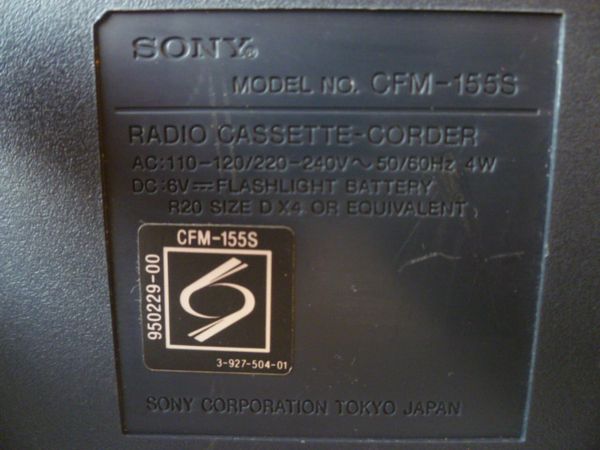 SONY®
MODEL NO. CFM-155S
RADIO CASSETTE-CORDER
AC:110-120/220-240V ~ 50/60Hz 4W
DC:6V ⎓ FLASHLIGHT BATTERY
R20 SIZE D X4 OR EQUIVALENT
CFM-155S
950229-00
3-927-504-01
SONY CORPORATION TOKYO JAPAN